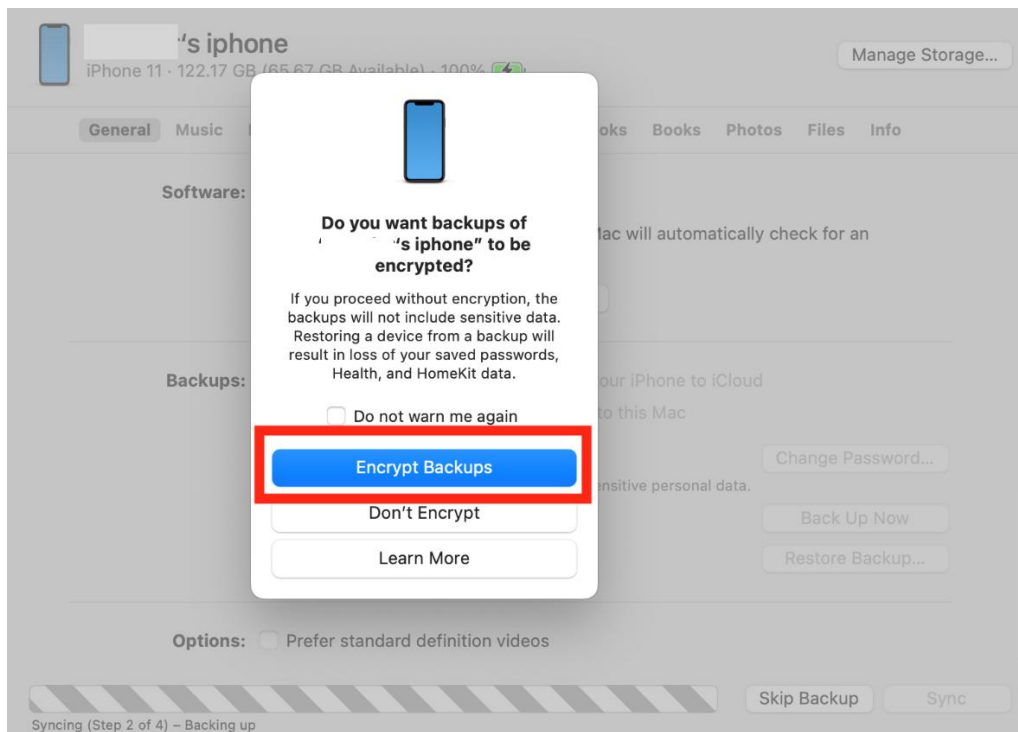 's iphone
iPhone 11 · 122.17 GB (65.67 GB Available) · 100%
Manage Storage...
General Music oks Books Photos Files Info
Software:
Mac will automatically check for an
Do you want backups of
's iphone" to be
encrypted?
If you proceed without encryption, the
backups will not include sensitive data.
Restoring a device from a backup will
result in loss of your saved passwords,
Health, and HomeKit data.
Backups:
our iPhone to iCloud
to this Mac
Do not warn me again
Encrypt Backups
Change Password...
ensitive personal data.
Don't Encrypt
Back Up Now
Learn More
Restore Backup...
Options: Prefer standard definition videos
Skip Backup Sync
Syncing (Step 2 of 4) – Backing up